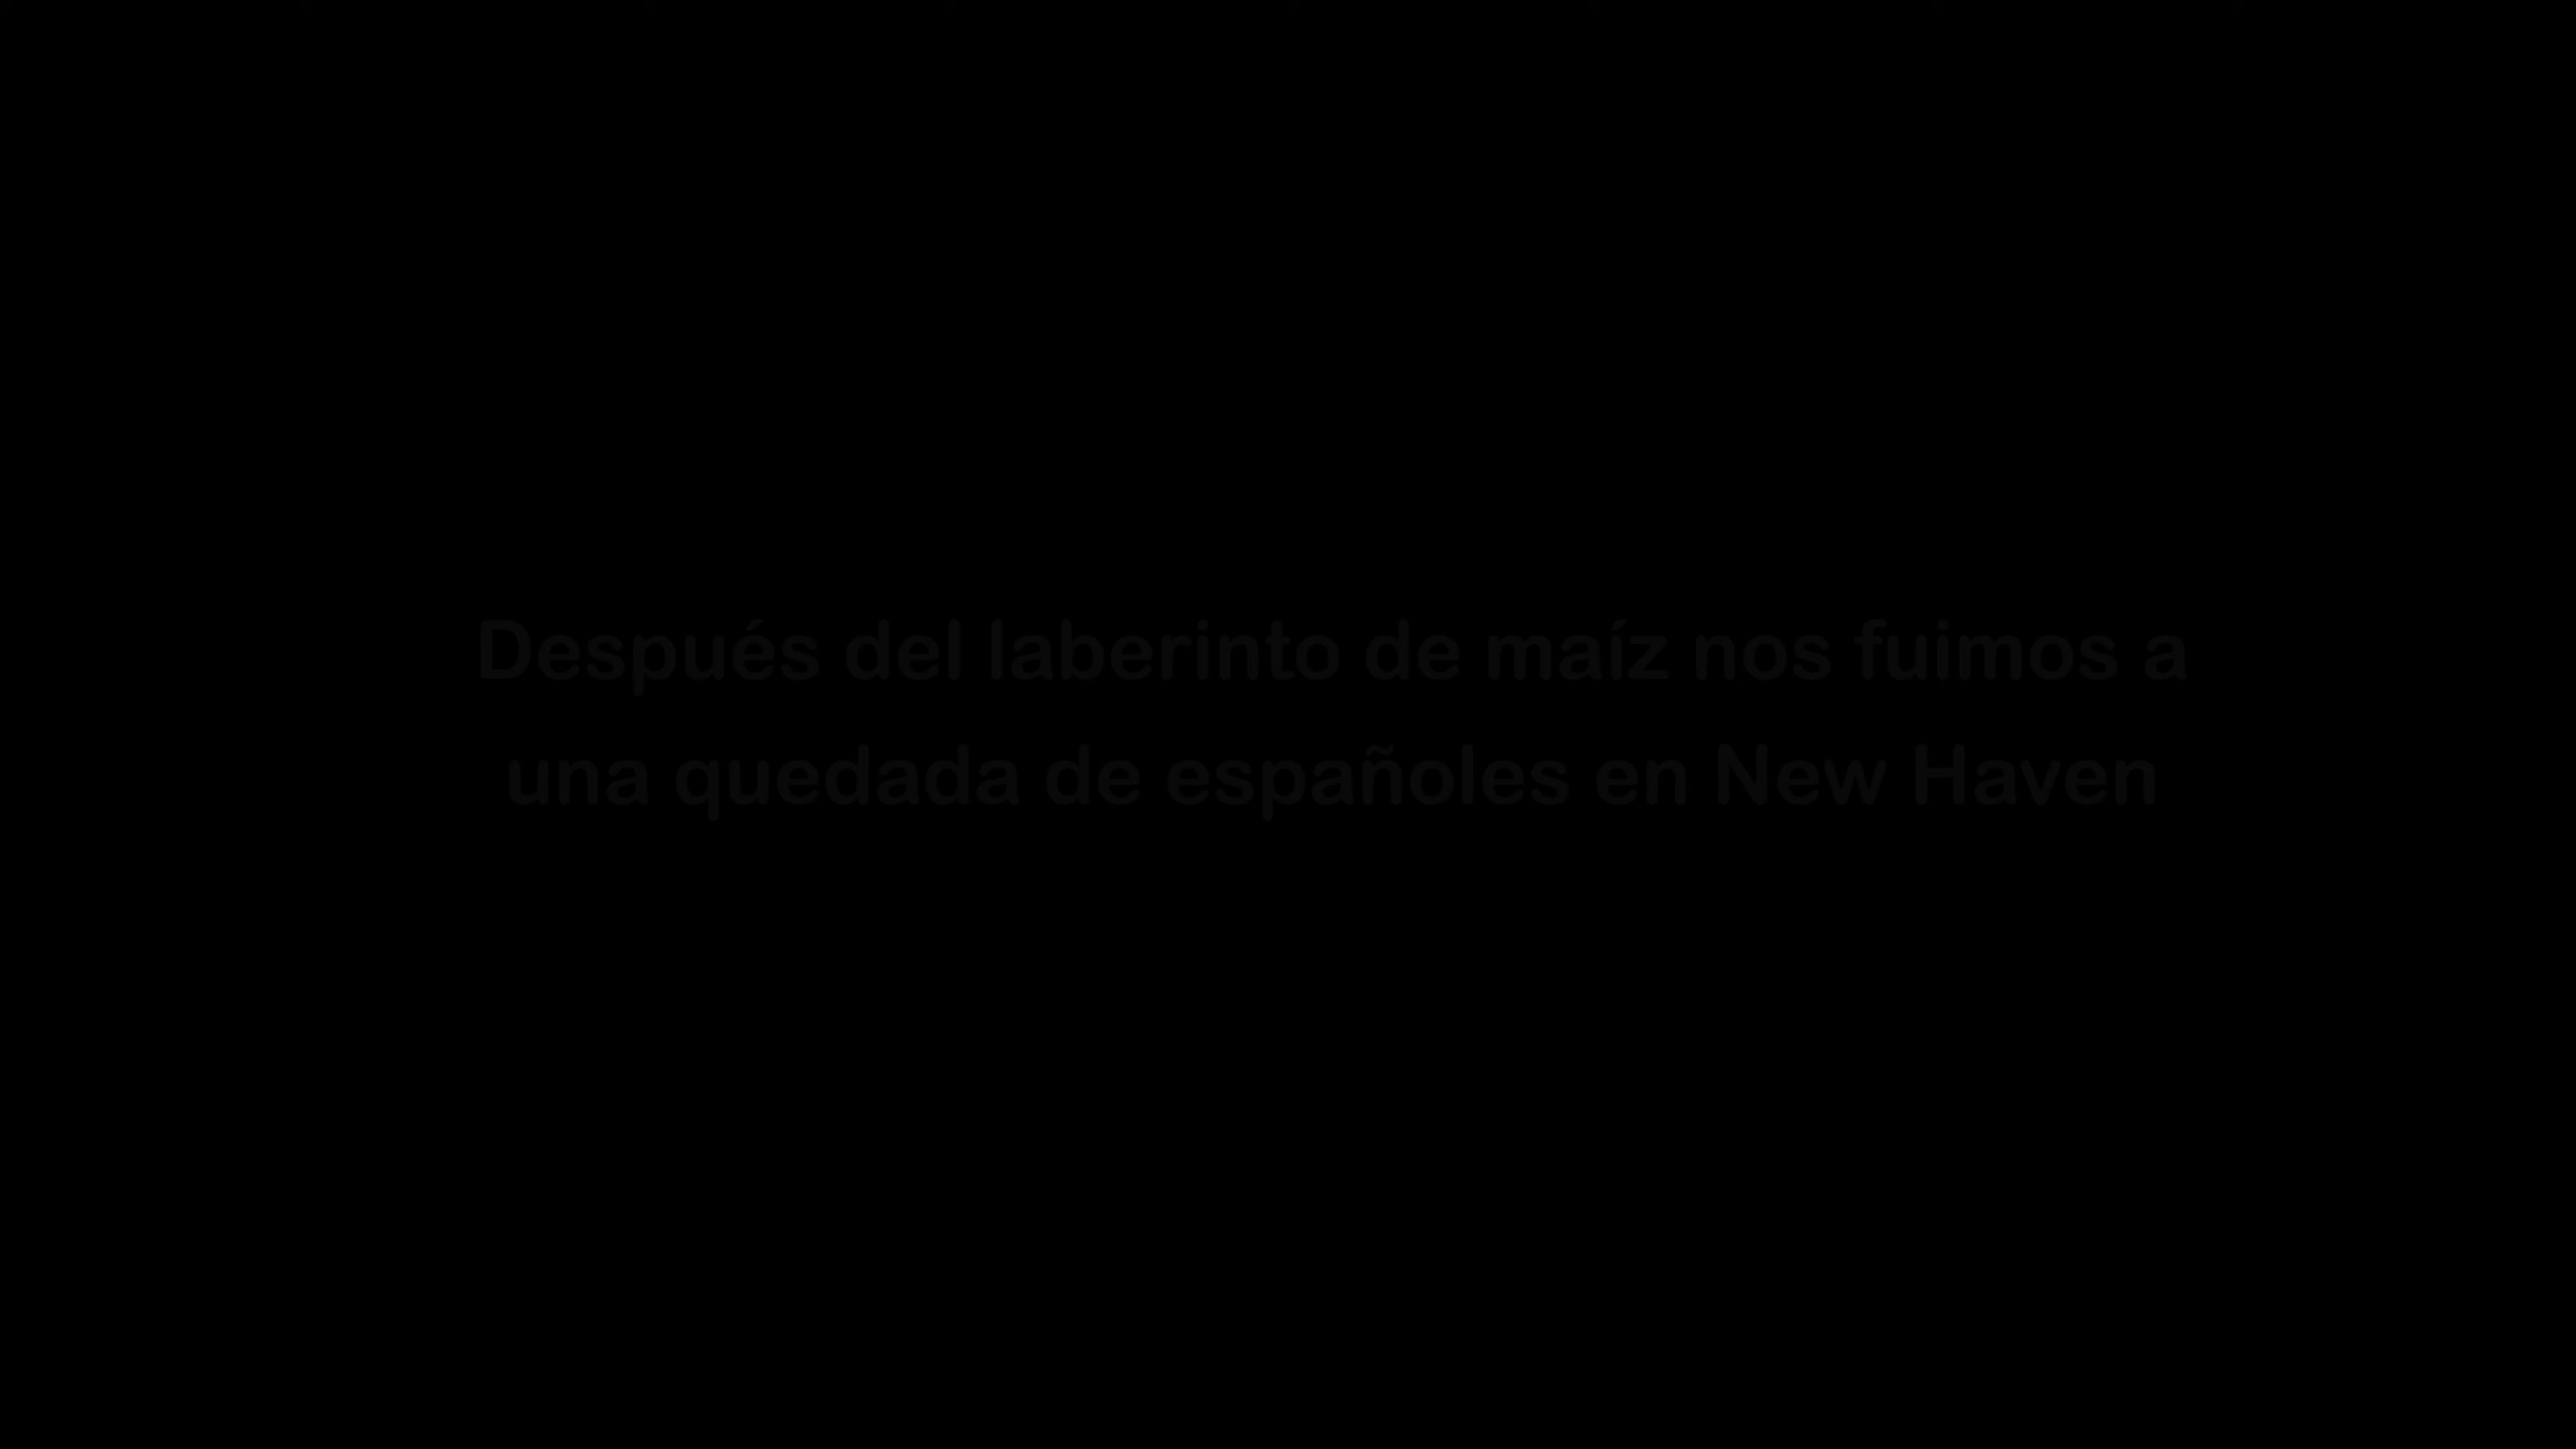 Después del laberinto de maíz nos fuimos a
una quedada de españoles en New Haven